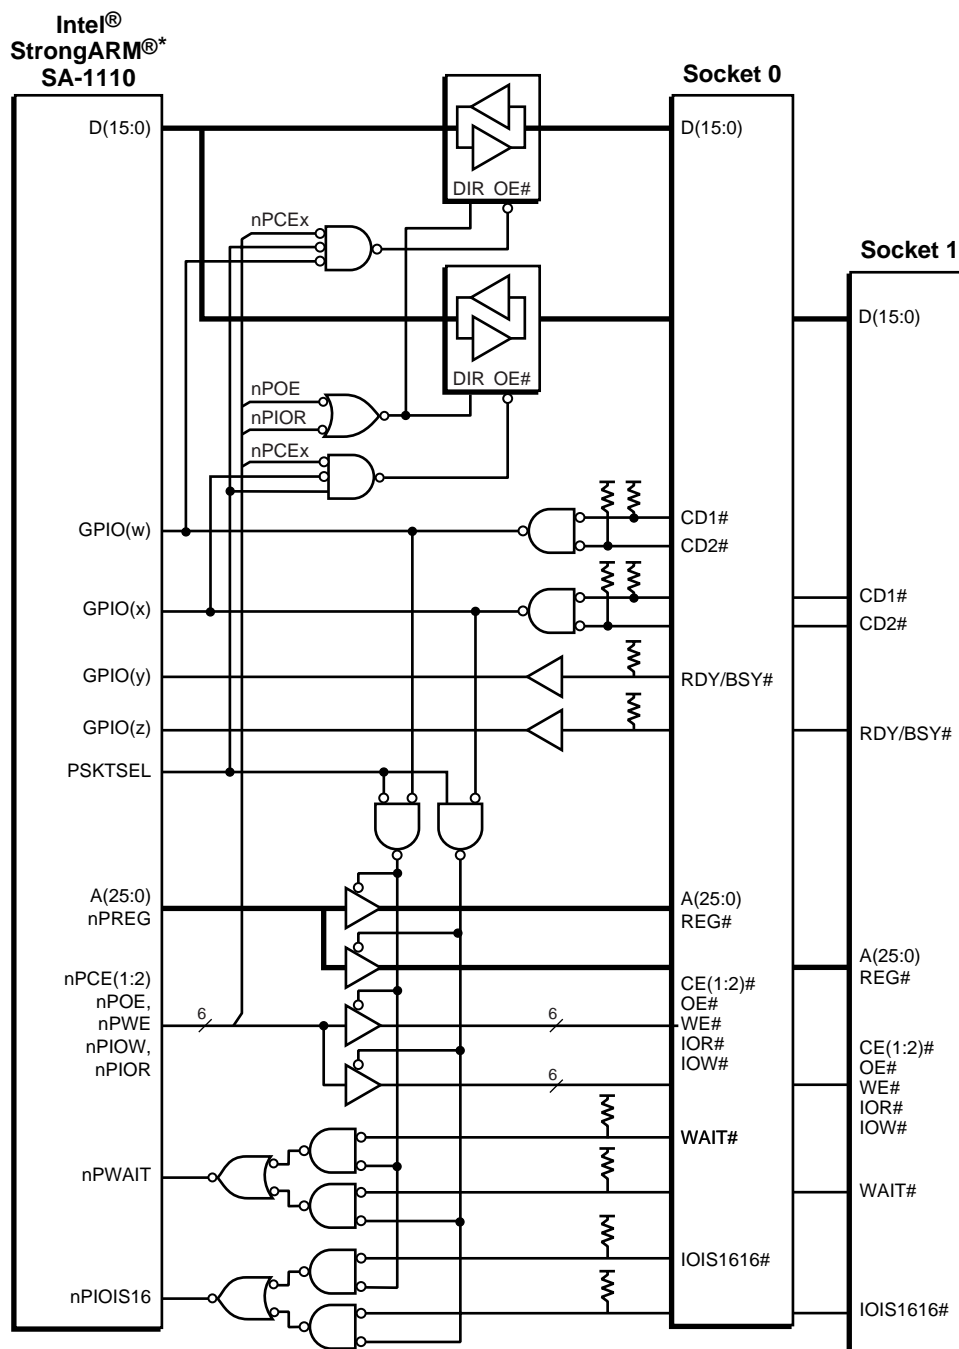 Intel®
StrongARM®*
SA-1110
Socket 0
D(15:0)
D(15:0)
DIR OE#
nPCEx
Socket 1
D(15:0)
DIR OE#
nPOE
nPIOR
nPCEx
GPIO(w)
CD1#
CD2#
GPIO(x)
CD1#
CD2#
GPIO(y)
RDY/BSY#
GPIO(z)
RDY/BSY#
PSKTSEL
A(25:0)
nPREG
A(25:0)
REG#
A(25:0)
REG#
nPCE(1:2)
nPOE,
nPWE
nPIOW,
nPIOR
6
6
CE(1:2)#
OE#
WE#
IOR#
IOW#
6
CE(1:2)#
OE#
WE#
IOR#
IOW#
WAIT#
nPWAIT
WAIT#
IOIS1616#
nPIOIS16
IOIS1616#